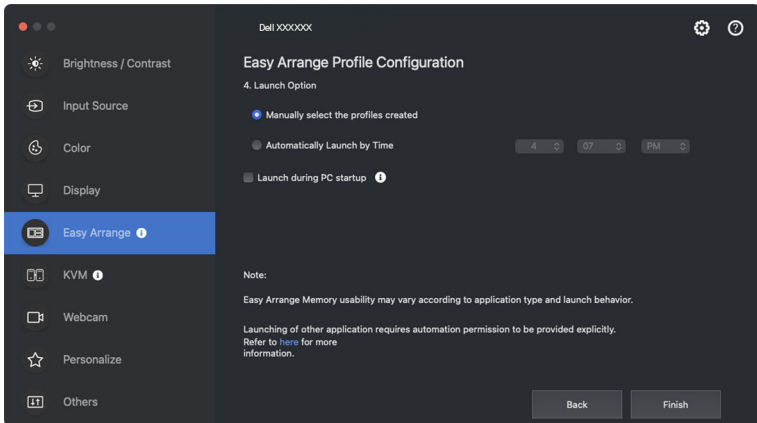 Dell XXXXXX
Brightness / Contrast
Input Source
Color
Display
Easy Arrange
KVM
Webcam
Personalize
Others
Easy Arrange Profile Configuration
4. Launch Option
Manually select the profiles created
Automatically Launch by Time
4 07 PM
Launch during PC startup
Note:
Easy Arrange Memory usability may vary according to application type and launch behavior.
Launching of other application requires automation permission to be provided explicitly.
Refer to here for more
information.
Back Finish